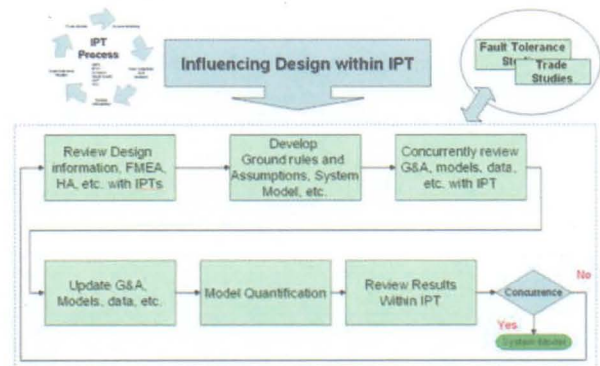 IPT
Process
Influencing Design within IPT
Fault Tolerance
Trade
Studies
Review Design
information, FMEA,
HA, etc. with IPTs
Develop
Ground rules and
Assumptions, System
Model, etc.
Concurrently review
G&A, models, data,
etc. with IPT
Update G&A,
Models, data, etc.
Model Quantification
Review Results
Within IPT
Concurrence
No
Yes
System Model